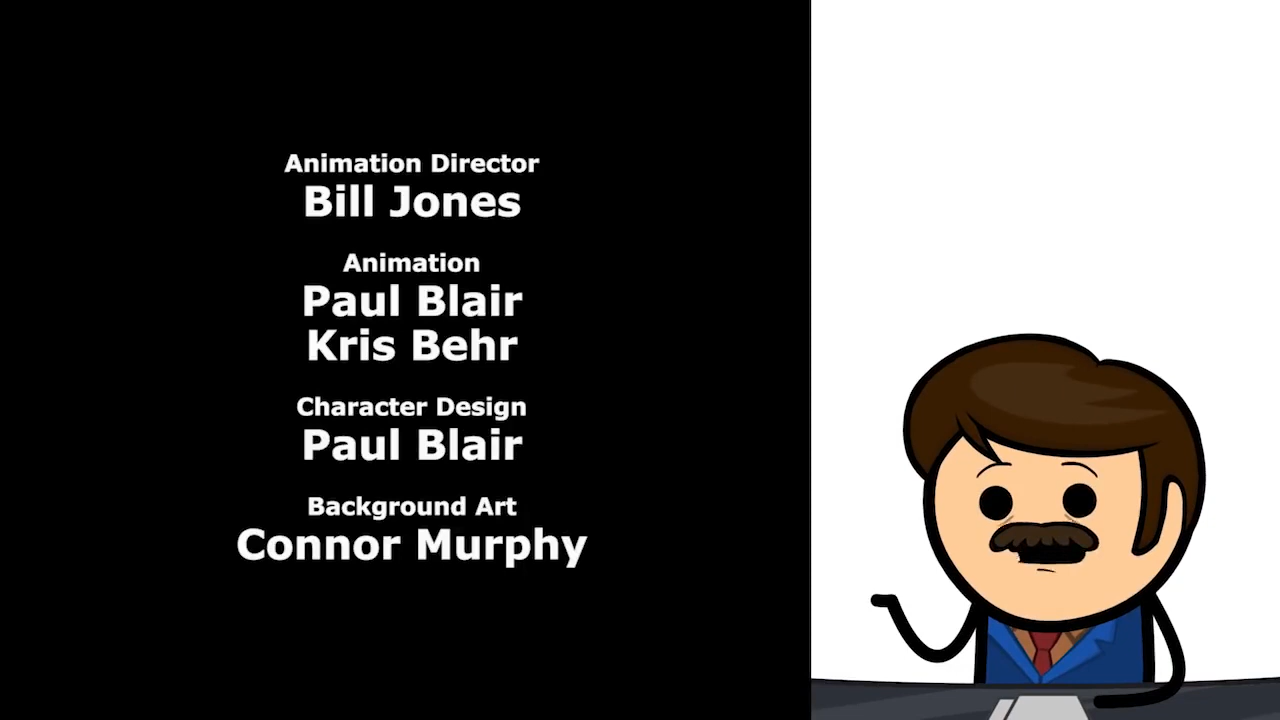 Animation Director
Bill Jones
Animation
Paul Blair
Kris Behr
Character Design
Paul Blair
Background Art
Connor Murphy